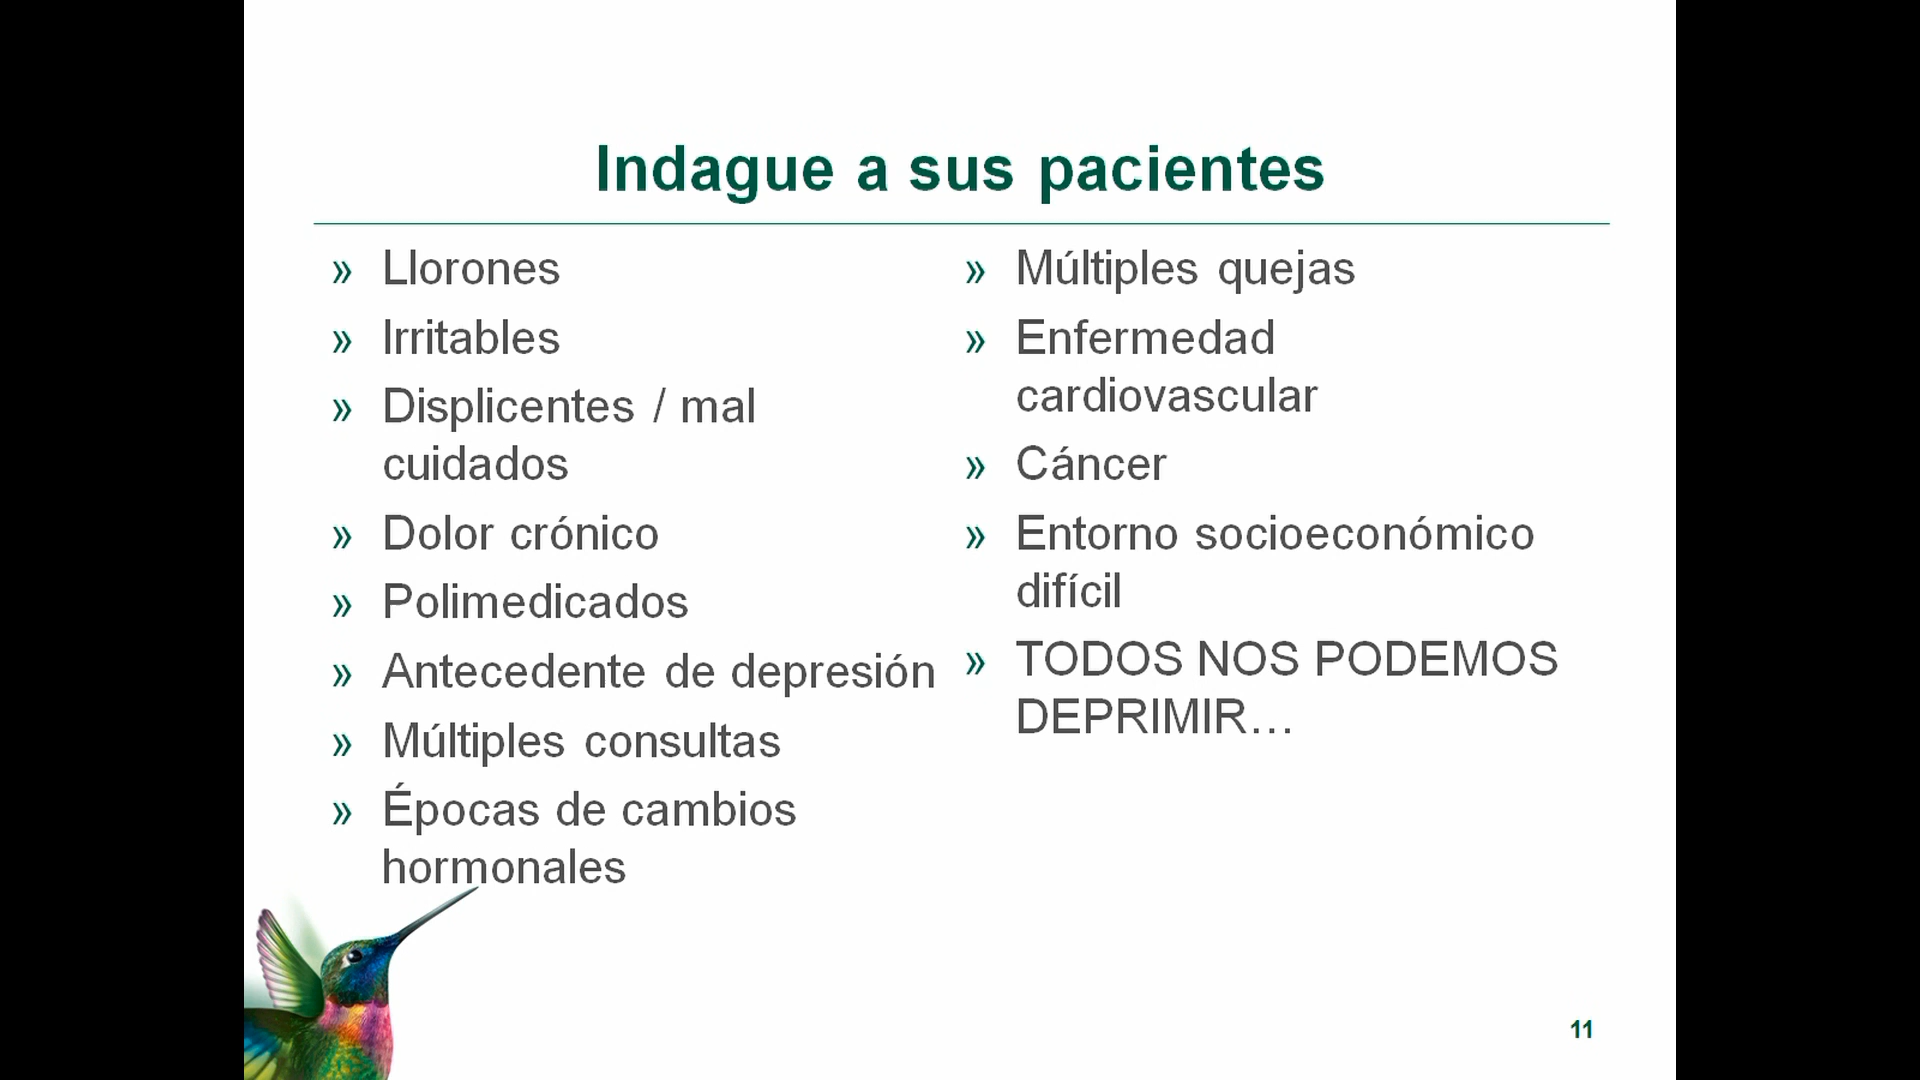 Indague a sus pacientes
» Llorones
» Irritables
» Displicentes / mal
cuidados
» Dolor crónico
» Polimedicados
» Antecedente de depresión
» Múltiples consultas
» Épocas de cambios
hormonales
» Múltiples quejas
» Enfermedad
cardiovascular
» Cáncer
» Entorno socioeconómico
difícil
» TODOS NOS PODEMOS
DEPRIMIR…
11